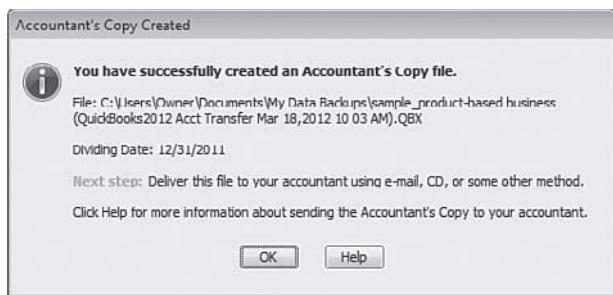 Accountant's Copy Created
You have successfully created an Accountant's Copy file.
File: C:\Users\Owner\Documents\My Data Backups\sample_product-based business
(QuickBooks2012 Acct Transfer Mar 18,2012 10 03 AM).QBX
Dividing Date: 12/31/2011
Next step: Deliver this file to your accountant using e-mail, CD, or some other method.
Click Help for more information about sending the Accountant's Copy to your accountant.
OK
Help